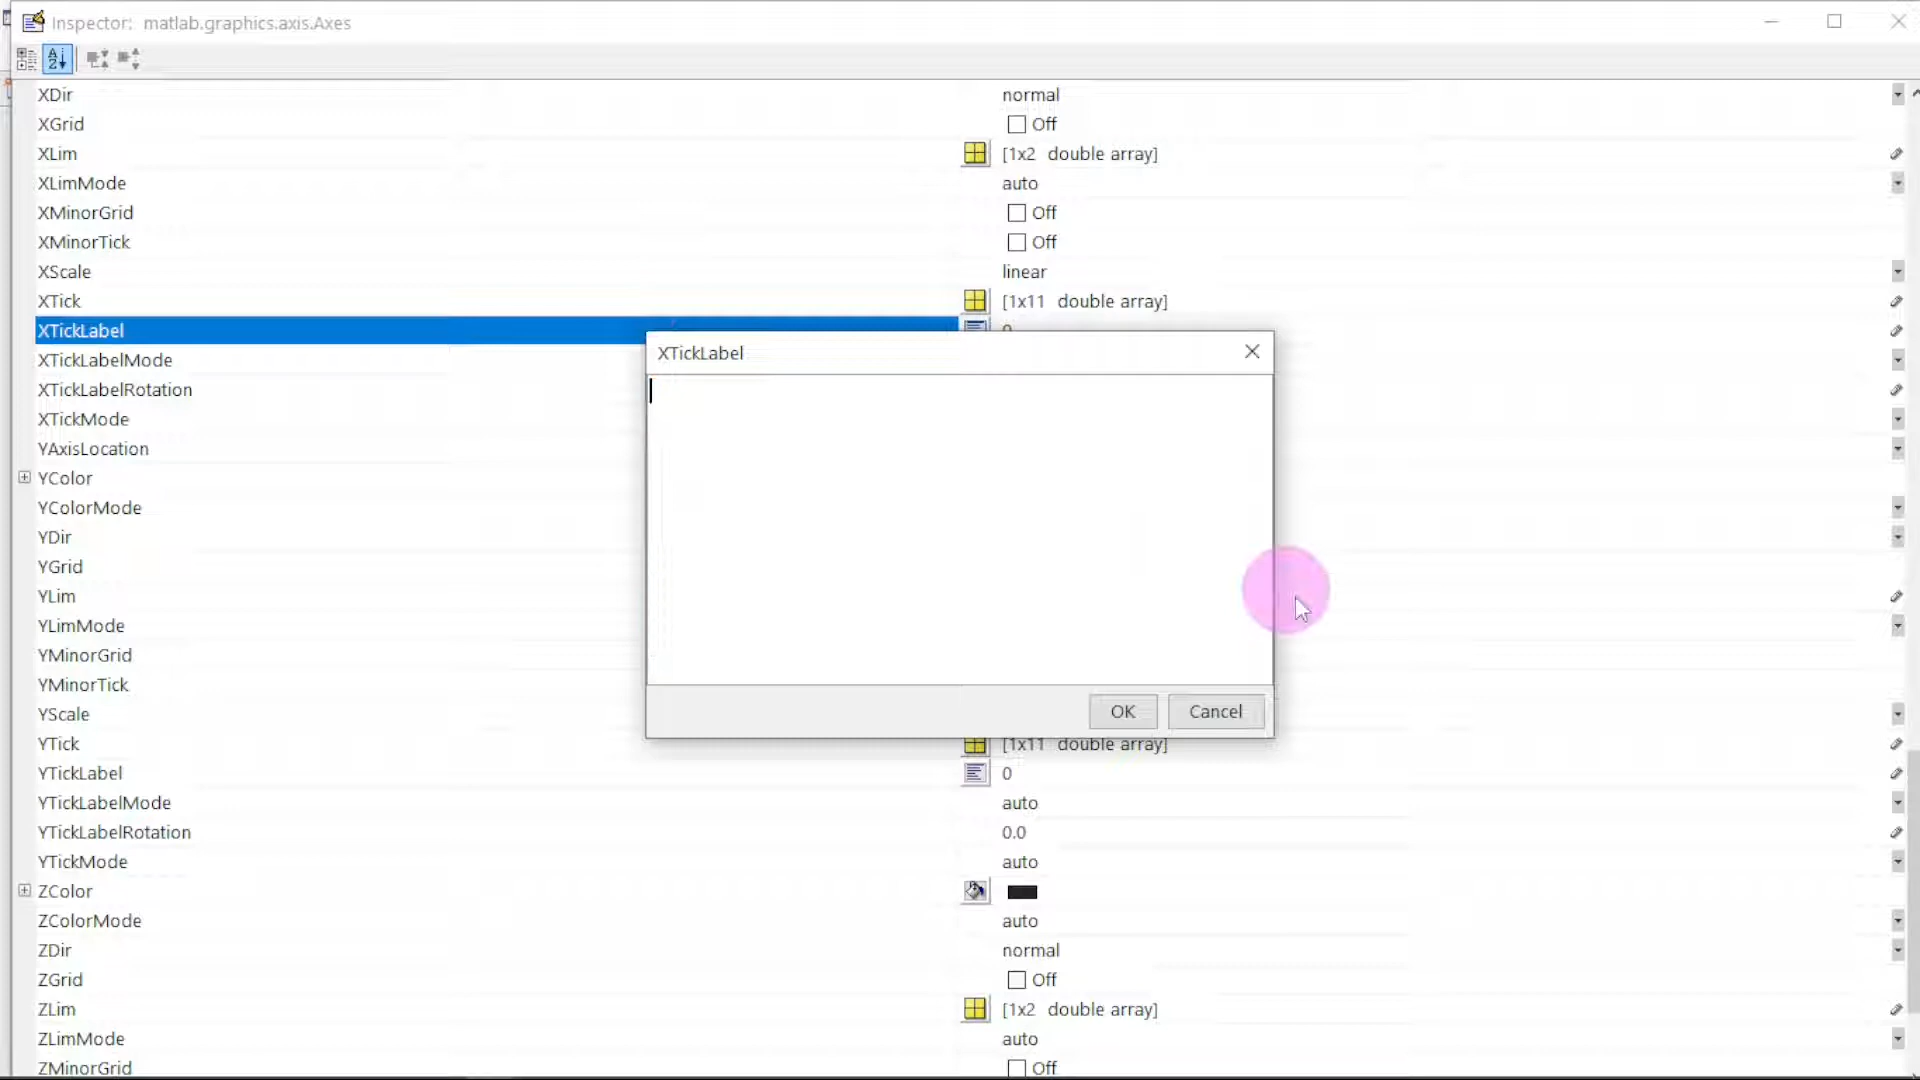 Inspector: matlab.graphics.axis.Axes
XDir normal
XGrid Off
XLim [1x2 double array]
XLimMode auto
XMinorGrid Off
XMinorTick Off
XScale linear
XTick [1x11 double array]
XTickLabel
XTickLabel
XTickLabelMode
XTickLabelRotation
XTickMode
YAxisLocation
YColor
YColorMode
YDir
YGrid
YLim
YLimMode
YMinorGrid
YMinorTick
YScale
OK Cancel
YTick [1x11 double array]
YTickLabel 0
YTickLabelMode auto
YTickLabelRotation 0.0
YTickMode auto
ZColor
ZColorMode auto
ZDir normal
ZGrid Off
ZLim [1x2 double array]
ZLimMode auto
ZMinorGrid Off